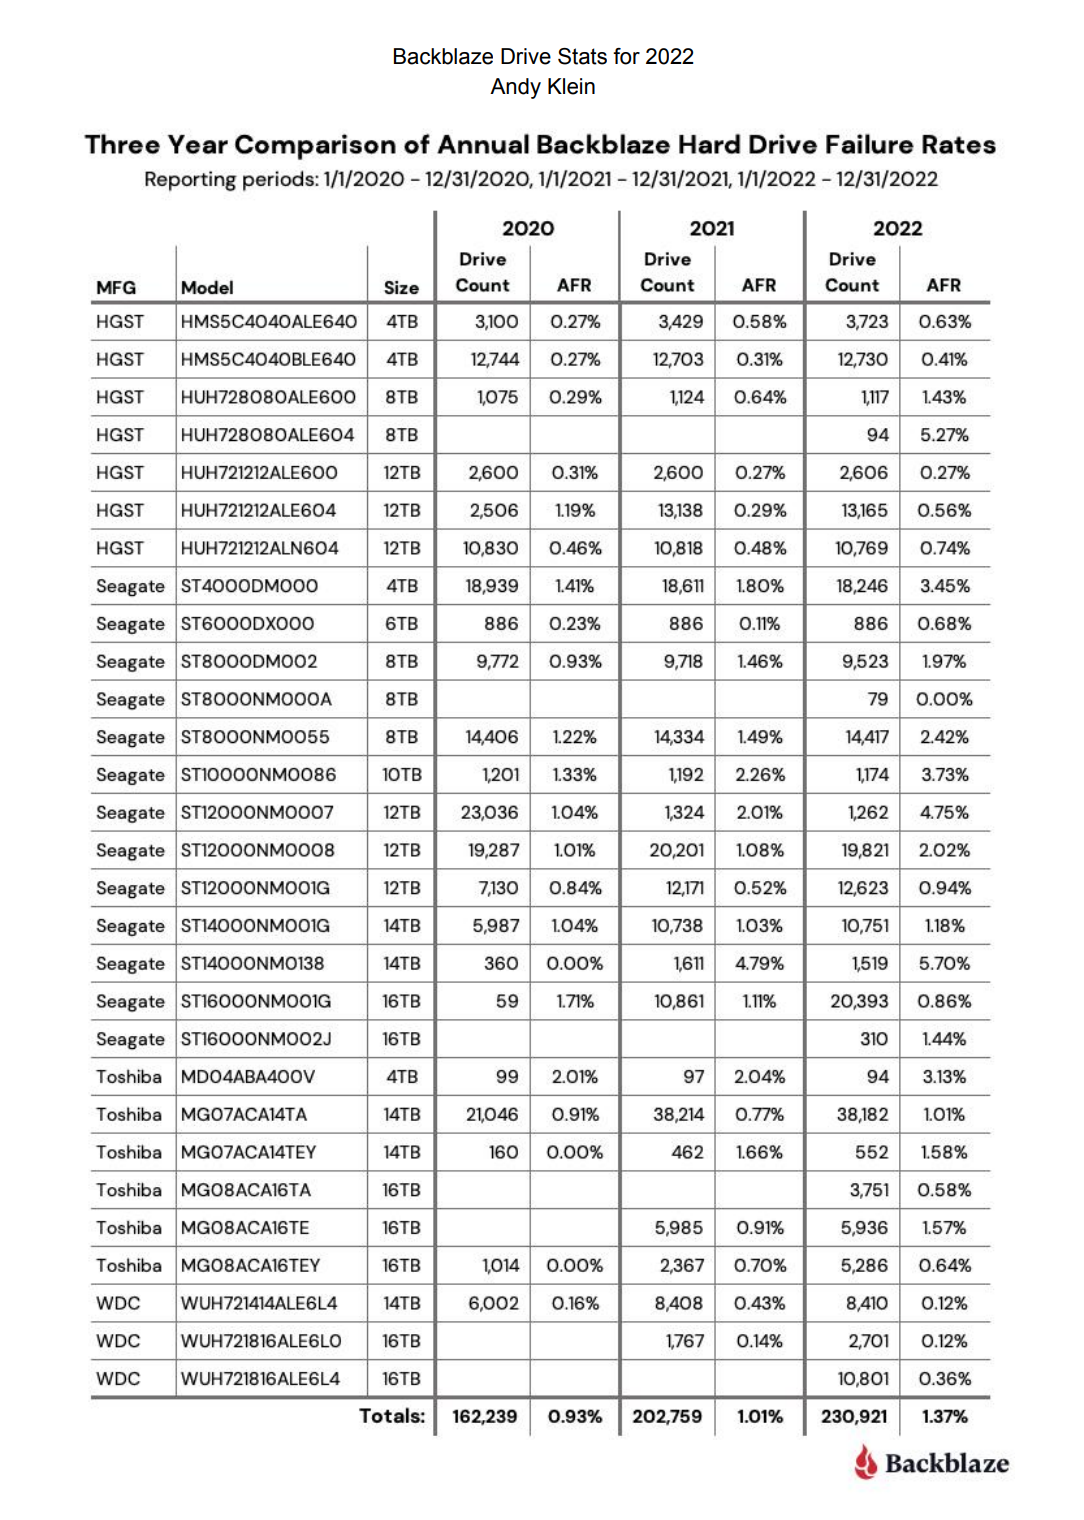 Backblaze Drive Stats for 2022
Andy Klein
Three Year Comparison of Annual Backblaze Hard Drive Failure Rates
Reporting periods: 1/1/2020 – 12/31/2020, 1/1/2021 – 12/31/2021, 1/1/2022 – 12/31/2022
2020 2021 2022
MFG Model Size Drive Count AFR Drive Count AFR Drive Count AFR
HGST HMS5C4040ALE640 4TB 3,100 0.27% 3,429 0.58% 3,723 0.63%
HGST HMS5C4040BLE640 4TB 12,744 0.27% 12,703 0.31% 12,730 0.41%
HGST HUH728080ALE600 8TB 1,075 0.29% 1,124 0.64% 1,117 1.43%
HGST HUH728080ALE604 8TB 94 5.27%
HGST HUH721212ALE600 12TB 2,600 0.31% 2,600 0.27% 2,606 0.27%
HGST HUH721212ALE604 12TB 2,506 1.19% 13,138 0.29% 13,165 0.56%
HGST HUH721212ALN604 12TB 10,830 0.46% 10,818 0.48% 10,769 0.74%
Seagate ST4000DM000 4TB 18,939 1.41% 18,611 1.80% 18,246 3.45%
Seagate ST6000DX000 6TB 886 0.23% 886 0.11% 886 0.68%
Seagate ST8000DM002 8TB 9,772 0.93% 9,718 1.46% 9,523 1.97%
Seagate ST8000NM000A 8TB 79 0.00%
Seagate ST8000NM0055 8TB 14,406 1.22% 14,334 1.49% 14,417 2.42%
Seagate ST10000NM0086 10TB 1,201 1.33% 1,192 2.26% 1,174 3.73%
Seagate ST12000NM0007 12TB 23,036 1.04% 1,324 2.01% 1,262 4.75%
Seagate ST12000NM0008 12TB 19,287 1.01% 20,201 1.08% 19,821 2.02%
Seagate ST12000NM001G 12TB 7,130 0.84% 12,171 0.52% 12,623 0.94%
Seagate ST14000NM001G 14TB 5,987 1.04% 10,738 1.03% 10,751 1.18%
Seagate ST14000NM0138 14TB 360 0.00% 1,611 4.79% 1,519 5.70%
Seagate ST16000NM001G 16TB 59 1.71% 10,861 1.11% 20,393 0.86%
Seagate ST16000NM002J 16TB 310 1.44%
Toshiba MD04ABA400V 4TB 99 2.01% 97 2.04% 94 3.13%
Toshiba MG07ACA14TA 14TB 21,046 0.91% 38,214 0.77% 38,182 1.01%
Toshiba MG07ACA14TEY 14TB 160 0.00% 462 1.66% 552 1.58%
Toshiba MG08ACA16TA 16TB 3,751 0.58%
Toshiba MG08ACA16TE 16TB 5,985 0.91% 5,936 1.57%
Toshiba MG08ACA16TEY 16TB 1,014 0.00% 2,367 0.70% 5,286 0.64%
WDC WUH721414ALE6L4 14TB 6,002 0.16% 8,408 0.43% 8,410 0.12%
WDC WUH721816ALE6L0 16TB 1,767 0.14% 2,701 0.12%
WDC WUH721816ALE6L4 16TB 10,801 0.36%
Totals: 162,239 0.93% 202,759 1.01% 230,921 1.37%
Backblaze